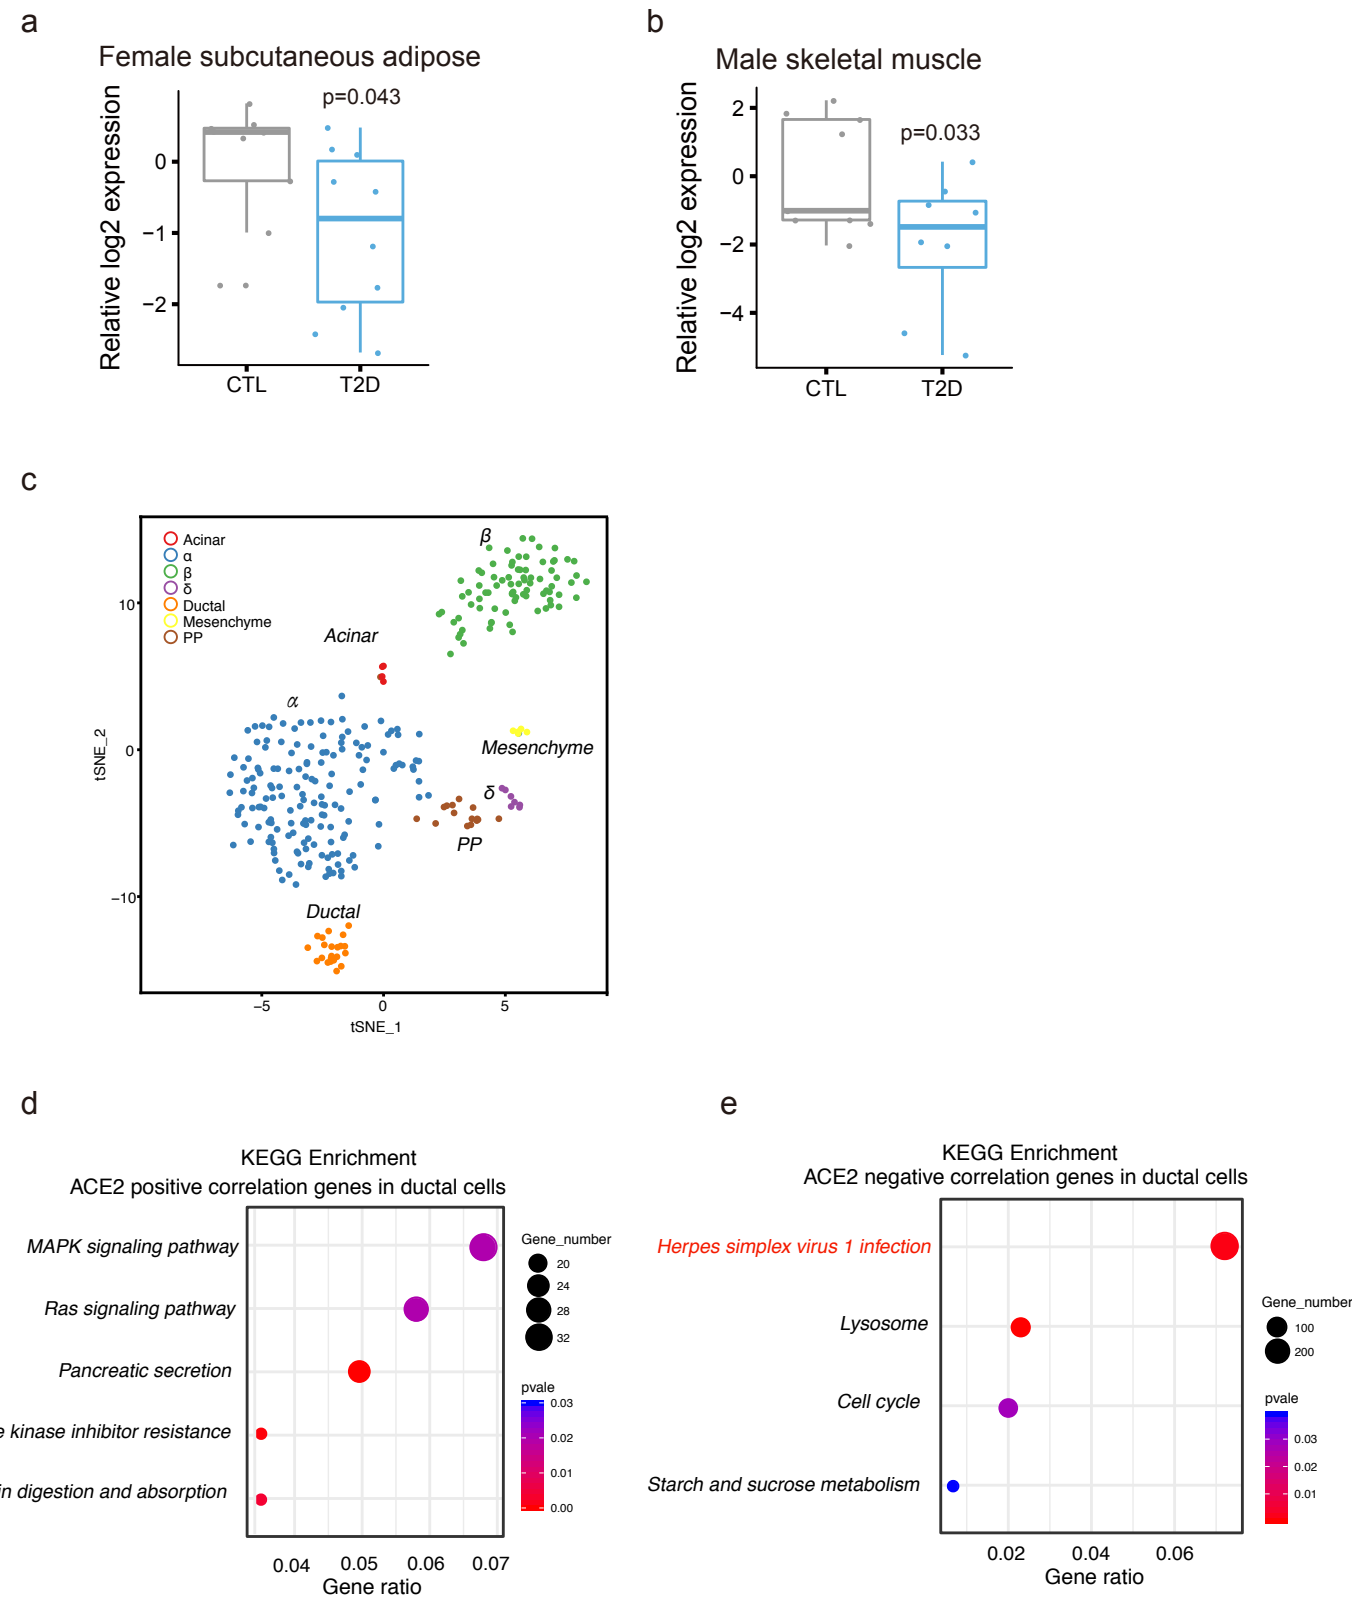 a
Female subcutaneous adipose
p=0.043
Relative log2 expression
0
−1
−2
CTL
T2D
b
Male skeletal muscle
p=0.033
Relative log2 expression
2
0
−2
−4
CTL
T2D
c
Acinar
α
β
δ
Ductal
Mesenchyme
PP
β
Acinar
α
Mesenchyme
δ
PP
Ductal
10
0
−10
tSNE_2
−5
0
5
tSNE_1
d
KEGG Enrichment
ACE2 positive correlation genes in ductal cells
MAPK signaling pathway
Ras signaling pathway
Pancreatic secretion
e kinase inhibitor resistance
in digestion and absorption
0.04
0.05
0.06
0.07
Gene ratio
Gene_number
20
24
28
32
pvale
0.03
0.02
0.01
0.00
e
KEGG Enrichment
ACE2 negative correlation genes in ductal cells
Herpes simplex virus 1 infection
Lysosome
Cell cycle
Starch and sucrose metabolism
0.02
0.04
0.06
Gene ratio
Gene_number
100
200
pvale
0.03
0.02
0.01